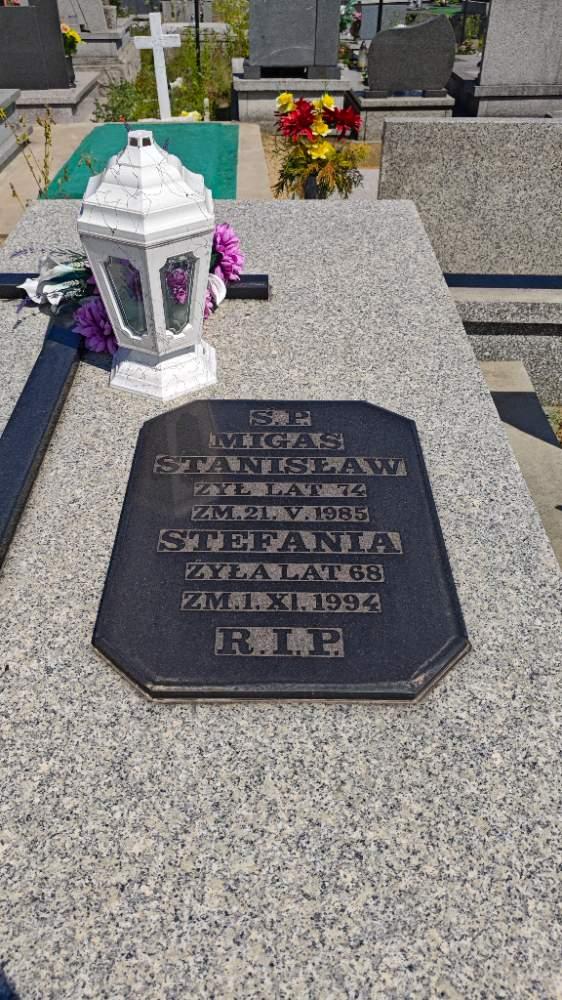 Ś.P.
MIGAS
STANISŁAW
ŻYŁ LAT 74
ZM. 21. V. 1985
STEFANIA
ŻYŁA LAT 68
ZM. 1. XI. 1994
R.I.P.